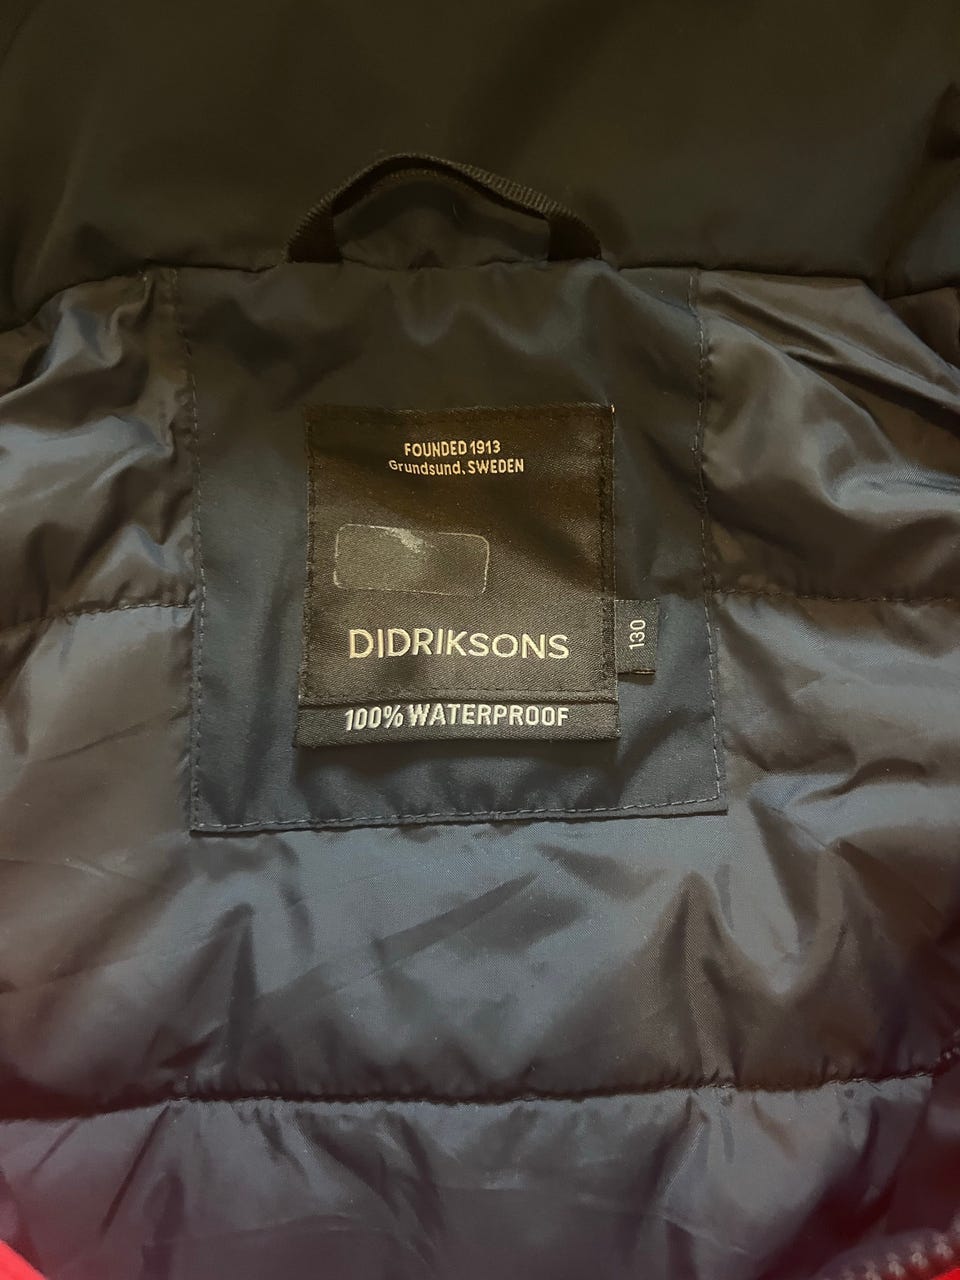 FOUNDED 1913
Grundsund, SWEDEN
DIDRIKSONS
130
100% WATERPROOF